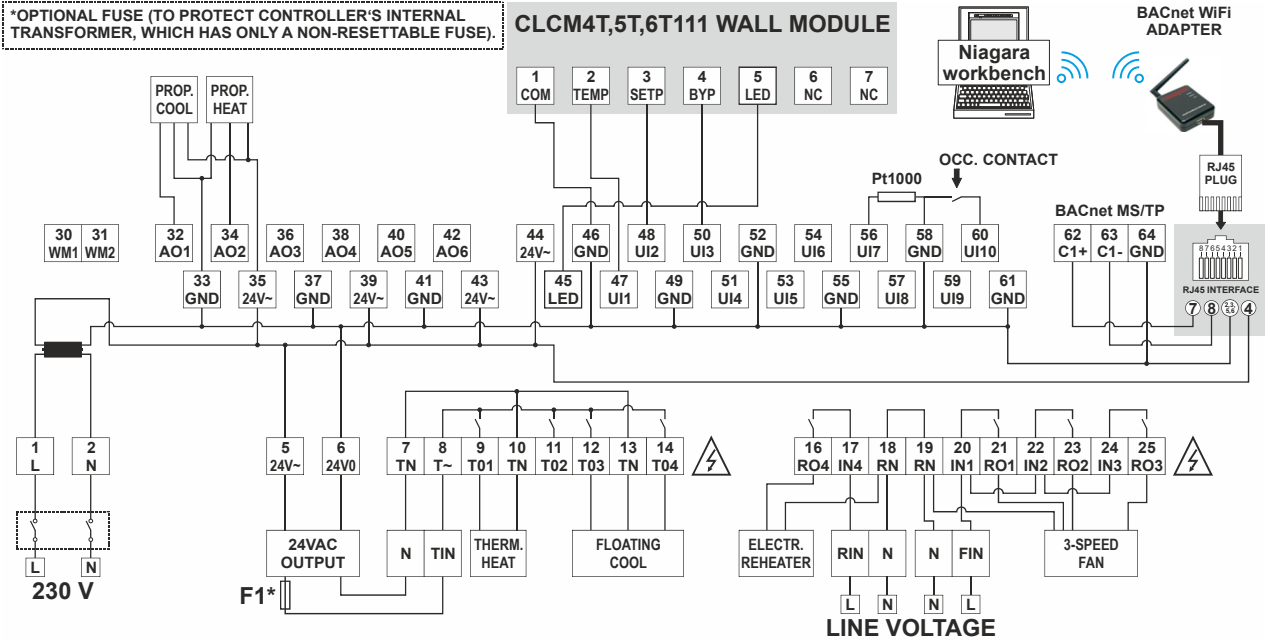 *OPTIONAL FUSE (TO PROTECT CONTROLLER'S INTERNAL
TRANSFORMER, WHICH HAS ONLY A NON-RESETTABLE FUSE).
CLCM4T,5T,6T111 WALL MODULE
1 COM
2 TEMP
3 SETP
4 BYP
5 LED
6 NC
7 NC
Niagara
workbench
BACnet WiFi
ADAPTER
RJ45
PLUG
PROP.
COOL
PROP.
HEAT
Pt1000
OCC. CONTACT
BACnet MS/TP
30 WM1
31 WM2
32 AO1
34 AO2
36 AO3
38 AO4
40 AO5
42 AO6
44 24V~
46 GND
48 UI2
50 UI3
52 GND
54 UI6
56 UI7
58 GND
60 UI10
62 C1+
63 C1-
64 GND
87654321
RJ45 INTERFACE
7
8
2,3,
5,6
4
33 GND
35 24V~
37 GND
39 24V~
41 GND
43 24V~
45 LED
47 UI1
49 GND
51 UI4
53 UI5
55 GND
57 UI8
59 UI9
61 GND
1 L
2 N
5 24V~
6 24V0
7 TN
8 T~
9 T01
10 TN
11 T02
12 T03
13 TN
14 T04
16 RO4
17 IN4
18 RN
19 RN
20 IN1
21 RO1
22 IN2
23 RO2
24 IN3
25 RO3
24VAC
OUTPUT
N
TIN
THERM.
HEAT
FLOATING
COOL
ELECTR.
REHEATER
RIN
N
N
FIN
3-SPEED
FAN
L
N
230 V
F1*
L
N
N
L
LINE VOLTAGE